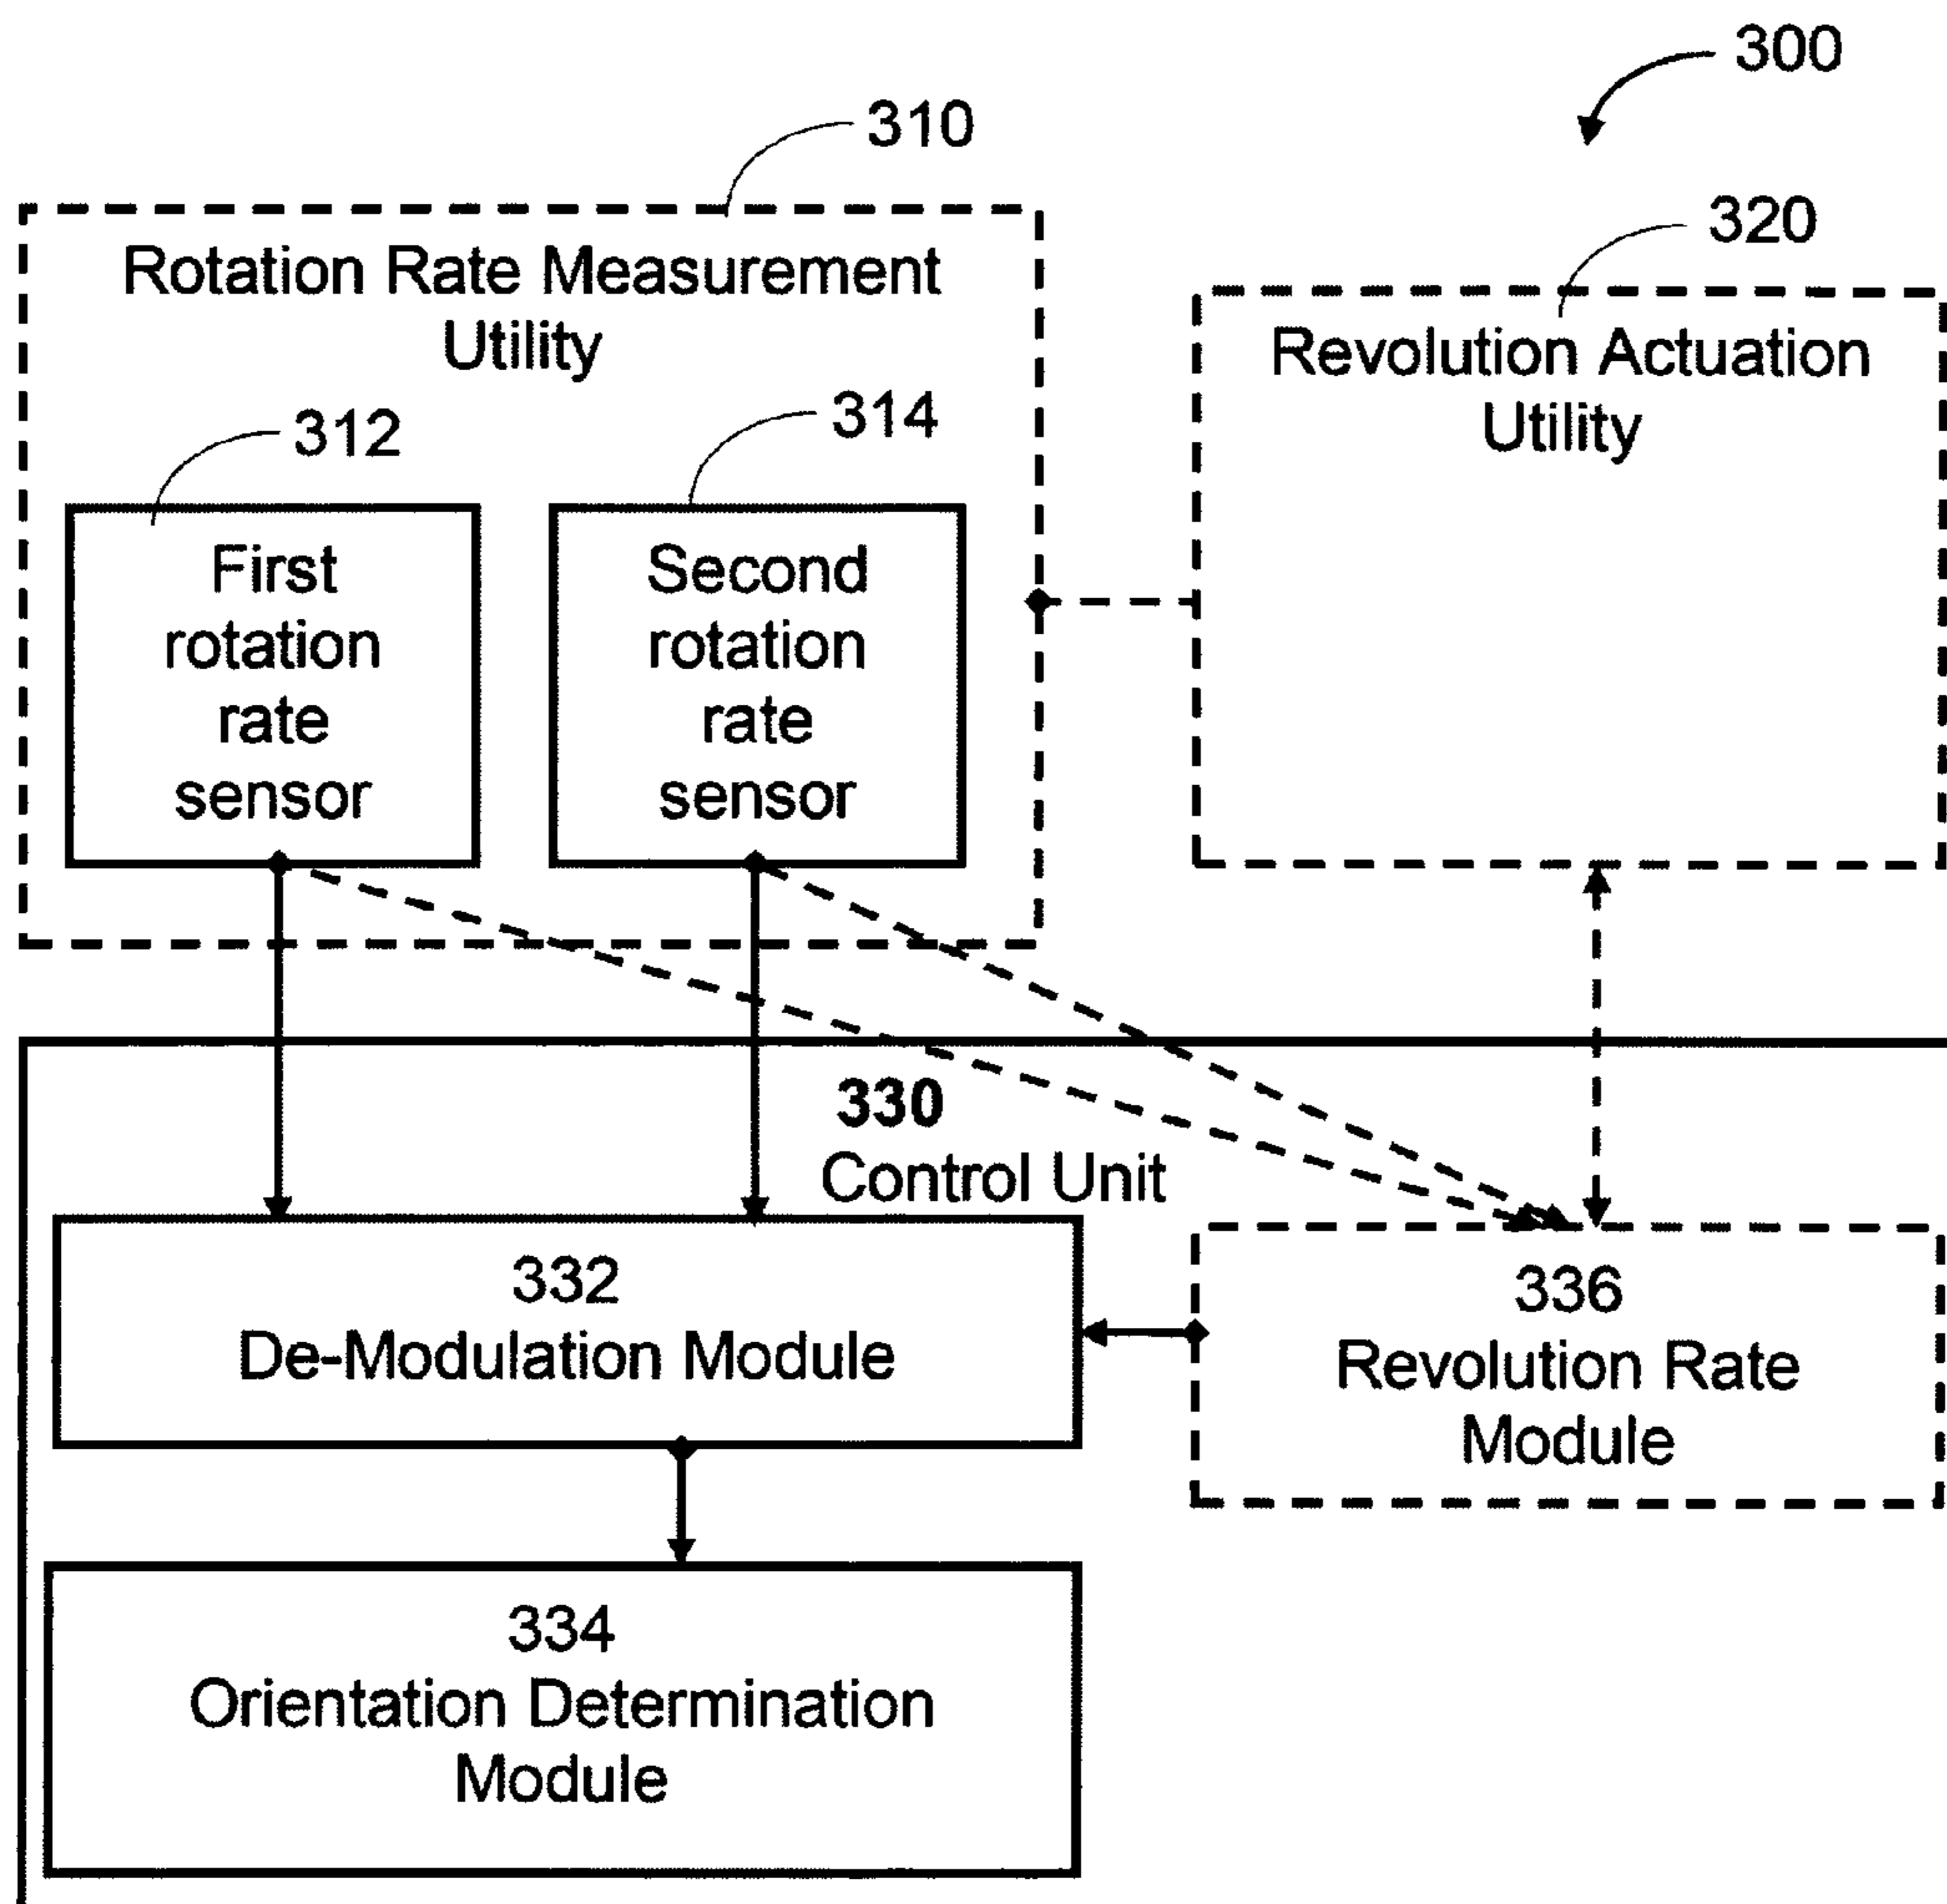 300
310
320
Rotation Rate Measurement
Utility
Revolution Actuation
Utility
312
314
First
rotation
rate
sensor
Second
rotation
rate
sensor
330
Control Unit
332
De-Modulation Module
336
Revolution Rate
Module
334
Orientation Determination
Module